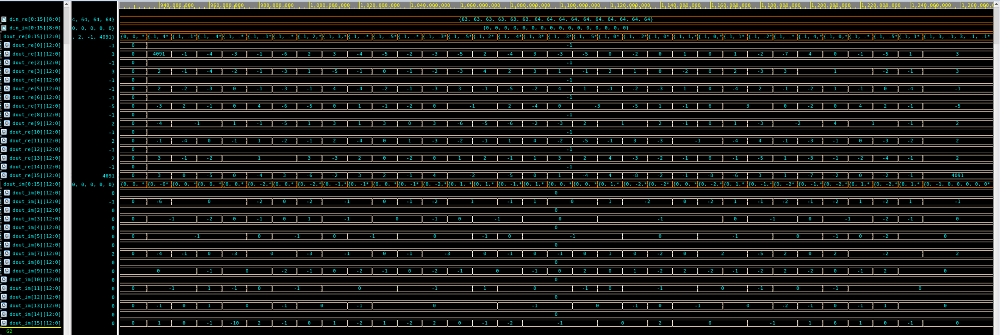 940,000,000 960,000,000 980,000,000 1,000,000,000 1,020,000,000 1,040,000,000 1,060,000,000 1,080,000,000 1,100,000,000 1,120,000,000 1,140,000,000 1,160,000,000 1,180,000,000 1,200,000,000 1,220,000,000 1,240,000,000 1,260,000,0
din_re[0:15][8:0] 4, 64, 64, 64} {63, 63, 63, 63, 63, 63, 64, 64, 64, 64, 64, 64, 64, 64, 64, 64}
din_im[0:15][8:0] 0, 0, 0, 0, 0} {0, 0, 0, 0, 0, 0, 0, 0, 0, 0, 0, 0, 0, 0, 0, 0}
dout_re[0:15][12:0] , 2, -1, 4091} {0, 0, * {-1, 4* {-1, -1* {-1, -4* {-1, -* {-1, -1* {-1, -* {-1, 2,* {-1, 3,* {-1, -* {-1, -5* {-1, -* {-1, -3* {-1, -5* {-1, 2* {-1, -4* {-1, 3* {-1, -3* {-1, -5* {-1, 0* {-1, -2* {-1, 0* {-1, 1,* {-1, 0,* {-1, 1* {-1, -2* {-1, -* {-1, 4,* {-1, 0,* {-1, -* {-1, -5* {-1, 1* {-1, 3, -1, 3, -1, -1*
dout_re[0][12:0] -1 0 -1
dout_re[1][12:0] 3 0 4091 -1 -4 -3 -1 -6 2 3 -4 -5 -2 -3 -5 2 -4 3 -3 -5 0 -2 0 1 0 1 -2 -7 4 0 -1 -5 1 3
dout_re[2][12:0] -1 0 -1
dout_re[3][12:0] 3 0 2 -1 -4 -2 -1 -3 1 -5 -1 0 -1 -2 -3 4 2 3 1 -1 2 1 0 -2 0 2 -3 3 1 -2 -1 3
dout_re[4][12:0] -1 0 -1
dout_re[5][12:0] -1 0 2 -2 -3 0 -1 -3 -1 4 -4 -2 -1 -3 3 -1 -5 -2 4 1 -1 -2 -3 1 0 -4 2 -1 -2 1 -1 0 -4 -1
dout_re[6][12:0] -1 0 -1
dout_re[7][12:0] -5 0 -3 2 -1 0 4 -6 -5 0 1 -1 -2 0 -1 2 -4 0 -3 -5 1 -1 6 3 0 -2 0 4 2 -1 -5
dout_re[8][12:0] -1 0 -1
dout_re[9][12:0] 2 0 -4 -1 1 -1 -5 1 3 1 3 0 3 -6 -5 -6 -2 -3 2 1 2 -1 0 1 -3 -2 4 1 -1 2
dout_re[10][12:0] -1 0 -1
dout_re[11][12:0] 2 0 -1 -4 0 -1 1 -2 -1 2 -4 0 1 -3 -2 -1 1 4 -2 -5 -1 3 -3 -1 -4 4 -1 -3 -1 0 -3 -2 2
dout_re[12][12:0] -1 0 -1
dout_re[13][12:0] 2 0 3 -1 -2 1 3 -3 2 0 -2 0 1 2 -1 1 3 2 4 -3 -2 -1 0 -1 -5 1 -3 -1 -2 -4 -1 2
dout_re[14][12:0] -1 0 -1
dout_re[15][12:0] 4091 0 3 0 -5 0 -4 3 -6 -2 3 2 -1 4 -2 -5 0 1 -4 4 -8 -2 -1 -8 -6 3 1 -7 -2 0 -2 -1 4091
dout_im[0:15][12:0] 0, 0, 0, 0, 0} {0, 0, * {0, -6* {0, 0, * {0, 0, * {0, 0,* {0, -2,* {0, 0,* {0, -2,* {0, -1,* {0, -1* {0, 0, * {0, -1* {0, -2,* {0, 1, * {0, 1,* {0, -1,* {0, 1,* {0, 0, * {0, 0,* {0, 1, * {0, -2,* {0, -2* {0, 0, * {0, -2,* {0, 1,* {0, -1,* {0, -2* {0, -1,* {0, -2,* {0, 1,* {0, -2,* {0, 1,* {0, -1, 0, 0, 0, 0, 0*
dout_im[0][12:0] 0 0
dout_im[1][12:0] -1 0 -6 0 -2 0 -2 -1 0 -1 -2 1 -1 1 0 1 -2 0 -2 1 -1 -2 -1 -2 1 -2 1 -1
dout_im[2][12:0] 0 0
dout_im[3][12:0] 0 0 -1 -2 0 -1 0 1 -1 0 -1 0 -1 0 -1 0 -1 0 -1 -2 -1 0
dout_im[4][12:0] 0 0
dout_im[5][12:0] 0 0 -1 0 -1 0 -1 0 -1 0 -1 0 -1 0 -1 0 -2 0
dout_im[6][12:0] 0 0
dout_im[7][12:0] 2 0 -4 -1 0 -3 0 -3 -1 0 -1 -3 0 -1 0 -1 0 1 0 -2 0 2 -5 2 0 2 -2 2
dout_im[8][12:0] 0 0
dout_im[9][12:0] 0 0 -1 0 -2 -1 0 -2 -1 0 -2 -1 0 -1 0 2 0 1 -2 2 -2 -1 -2 2 -2 0 -1 2 0
dout_im[10][12:0] 0 0
dout_im[11][12:0] 0 0 -1 1 -1 0 -1 0 -1 1 0 -1 0 -1 0 -1 0 -1 0
dout_im[12][12:0] 0 0
dout_im[13][12:0] 0 0 -1 0 1 0 -1 0 -1 0 -1 0 -1 0 -1 0 -2 -1 0 -1 1 0
dout_im[14][12:0] 0 0
dout_im[15][12:0] 0 0 1 0 -1 -10 2 -1 0 1 -2 1 -2 2 0 -1 -2 -1 0 2 0 -1 1 6 1 0 -1 0
G2